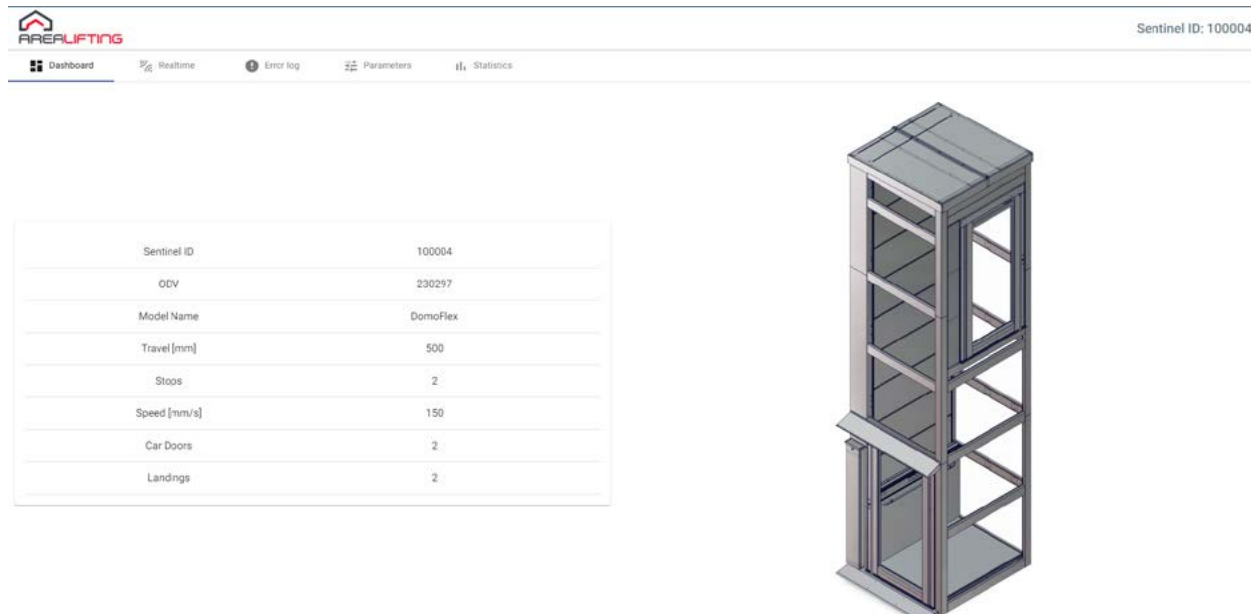 AREALIFTING
Sentinel ID: 100004
Dashboard Realtime Error log Parameters Statistics
Sentinel ID 100004
ODV 230297
Model Name DomoFlex
Travel [mm] 500
Stops 2
Speed [mm/s] 150
Car Doors 2
Landings 2